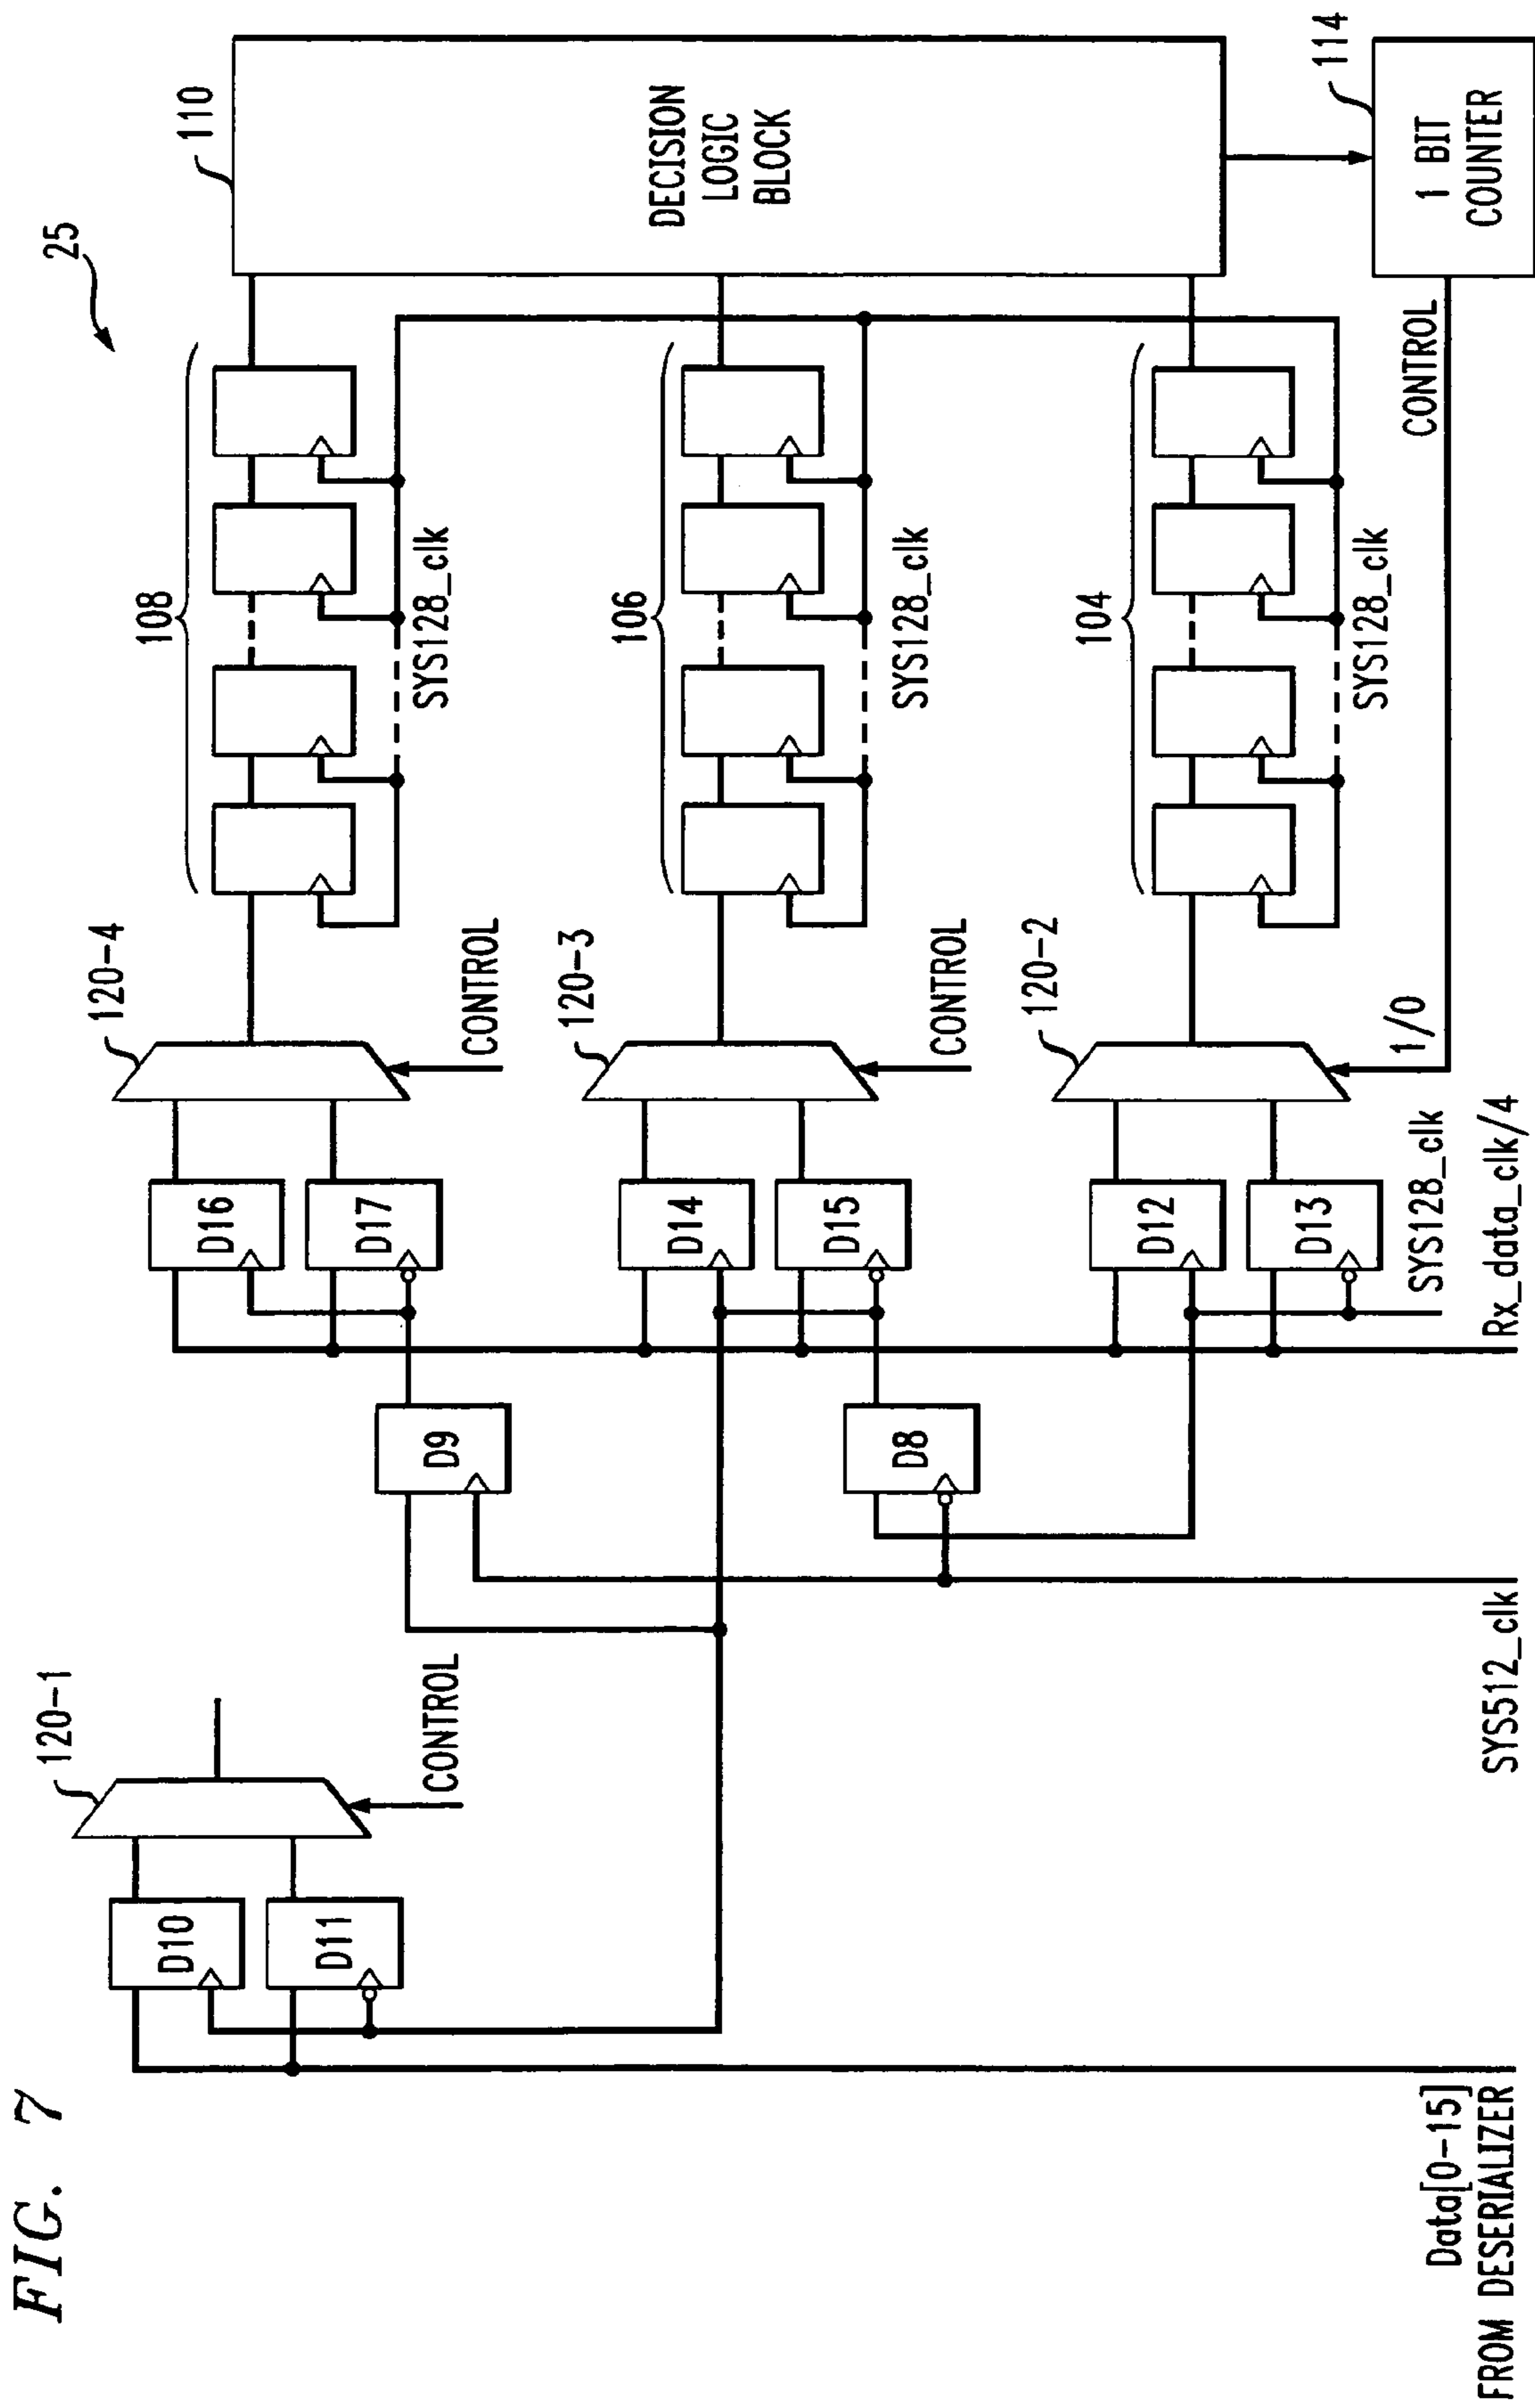 FIG. 7
25
110
DECISION
LOGIC
BLOCK
114
1 BIT
COUNTER
CONTROL
108
SYS128_clk
106
SYS128_clk
104
SYS128_clk
120-4
CONTROL
120-3
CONTROL
120-2
1/0
D16
D17
D14
D15
D12
D13
SYS128_clk
Rx_data_clk/4
D9
D8
SYS512_clk
120-1
CONTROL
D10
D11
Data[0-15]
FROM DESERIALIZER